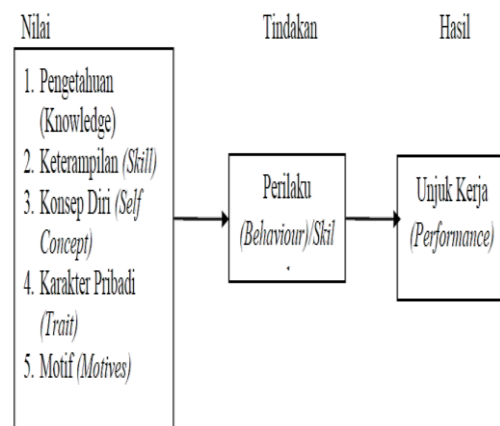 Nilai
Tindakan
Hasil
1. Pengetahuan
(Knowledge)
2. Keterampilan (Skill)
3. Konsep Diri (Self
Concept)
4. Karakter Pribadi
(Trait)
5. Motif (Motives)
Perilaku
(Behaviour)/Skil
.
Unjuk Kerja
(Performance)